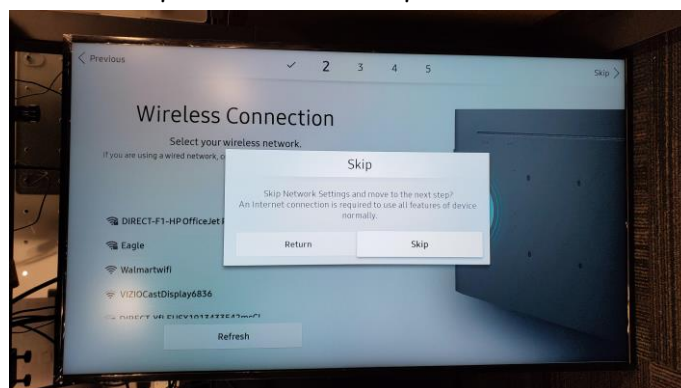 Previous
2 3 4 5
Skip
Wireless Connection
Select your wireless network.
If you are using a wired network, c
Skip
Skip Network Settings and move to the next step?
An Internet connection is required to use all features of device
normally.
Return
Skip
DIRECT-F1-HP OfficeJet
Eagle
Walmartwifi
VIZIOCastDisplay6836
Refresh